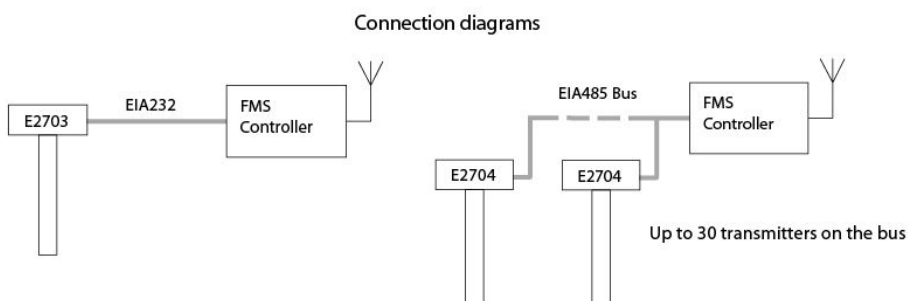 Connection diagrams
E2703
EIA232
FMS
Controller
EIA485 Bus
FMS
Controller
E2704
E2704
Up to 30 transmitters on the bus